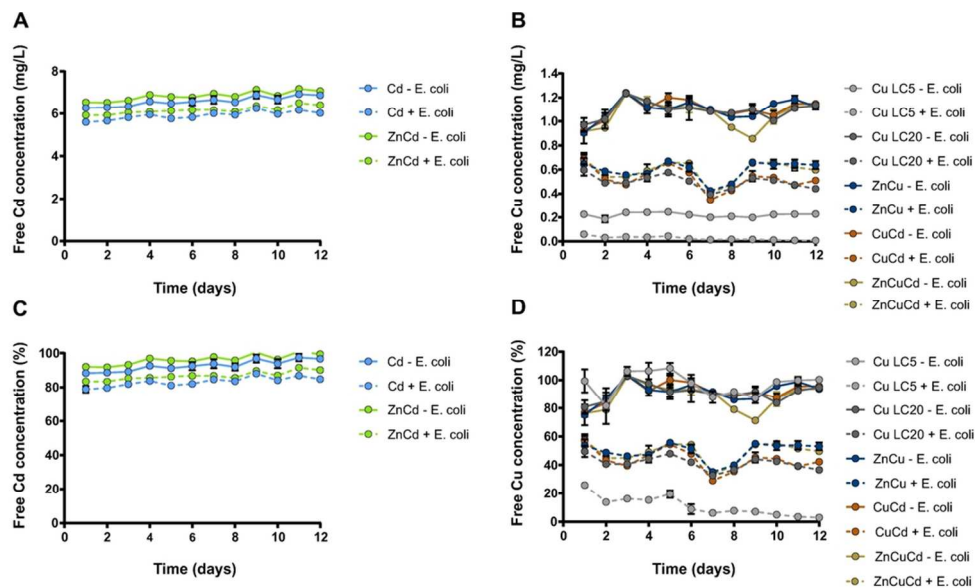 A
Free Cd concentration (mg/L)
8
6
4
2
0
0 2 4 6 8 10 12
Time (days)
Cd - E. coli
Cd + E. coli
ZnCd - E. coli
ZnCd + E. coli
B
Free Cu concentration (mg/L)
1.4
1.2
1.0
0.8
0.6
0.4
0.2
0.0
0 2 4 6 8 10 12
Time (days)
Cu LC5 - E. coli
Cu LC5 + E. coli
Cu LC20 - E. coli
Cu LC20 + E. coli
ZnCu - E. coli
ZnCu + E. coli
CuCd - E. coli
CuCd + E. coli
ZnCuCd - E. coli
ZnCuCd + E. coli
C
Free Cd concentration (%)
100
80
60
40
20
0
0 2 4 6 8 10 12
Time (days)
Cd - E. coli
Cd + E. coli
ZnCd - E. coli
ZnCd + E. coli
D
Free Cu concentration (%)
120
100
80
60
40
20
0
0 2 4 6 8 10 12
Time (days)
Cu LC5 - E. coli
Cu LC5 + E. coli
Cu LC20 - E. coli
Cu LC20 + E. coli
ZnCu - E. coli
ZnCu + E. coli
CuCd - E. coli
CuCd + E. coli
ZnCuCd - E. coli
ZnCuCd + E. coli